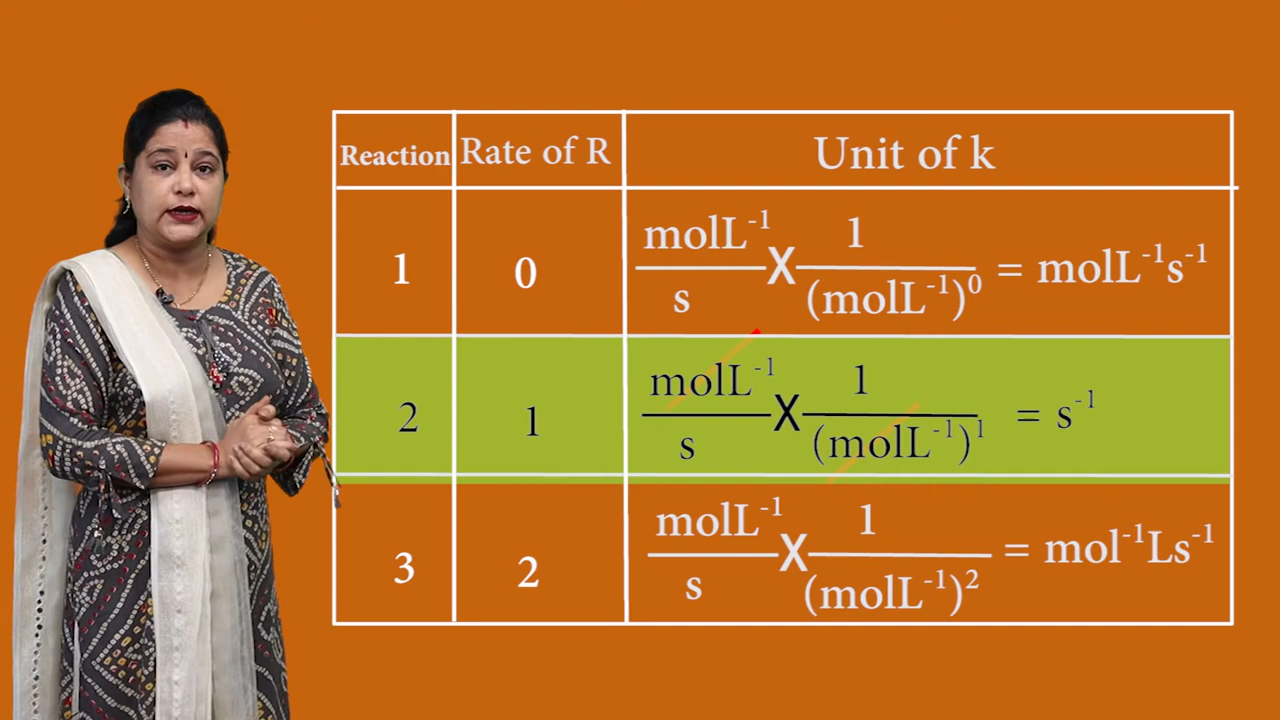 Reaction Rate of R Unit of k
1 0 molL⁻¹/s X 1/(molL⁻¹)⁰ = molL⁻¹s⁻¹
2 1 molL⁻¹/s X 1/(molL⁻¹)¹ = s⁻¹
3 2 molL⁻¹/s X 1/(molL⁻¹)² = mol⁻¹Ls⁻¹